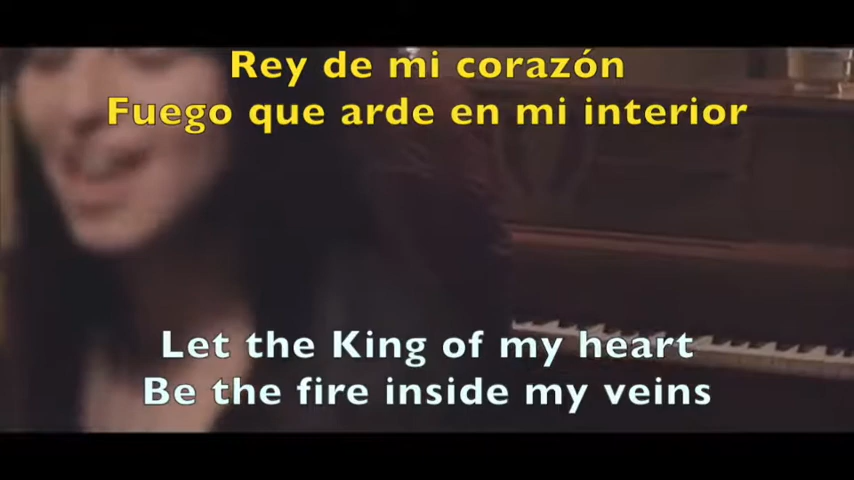 Rey de mi corazón
Fuego que arde en mi interior
Let the King of my heart
Be the fire inside my veins